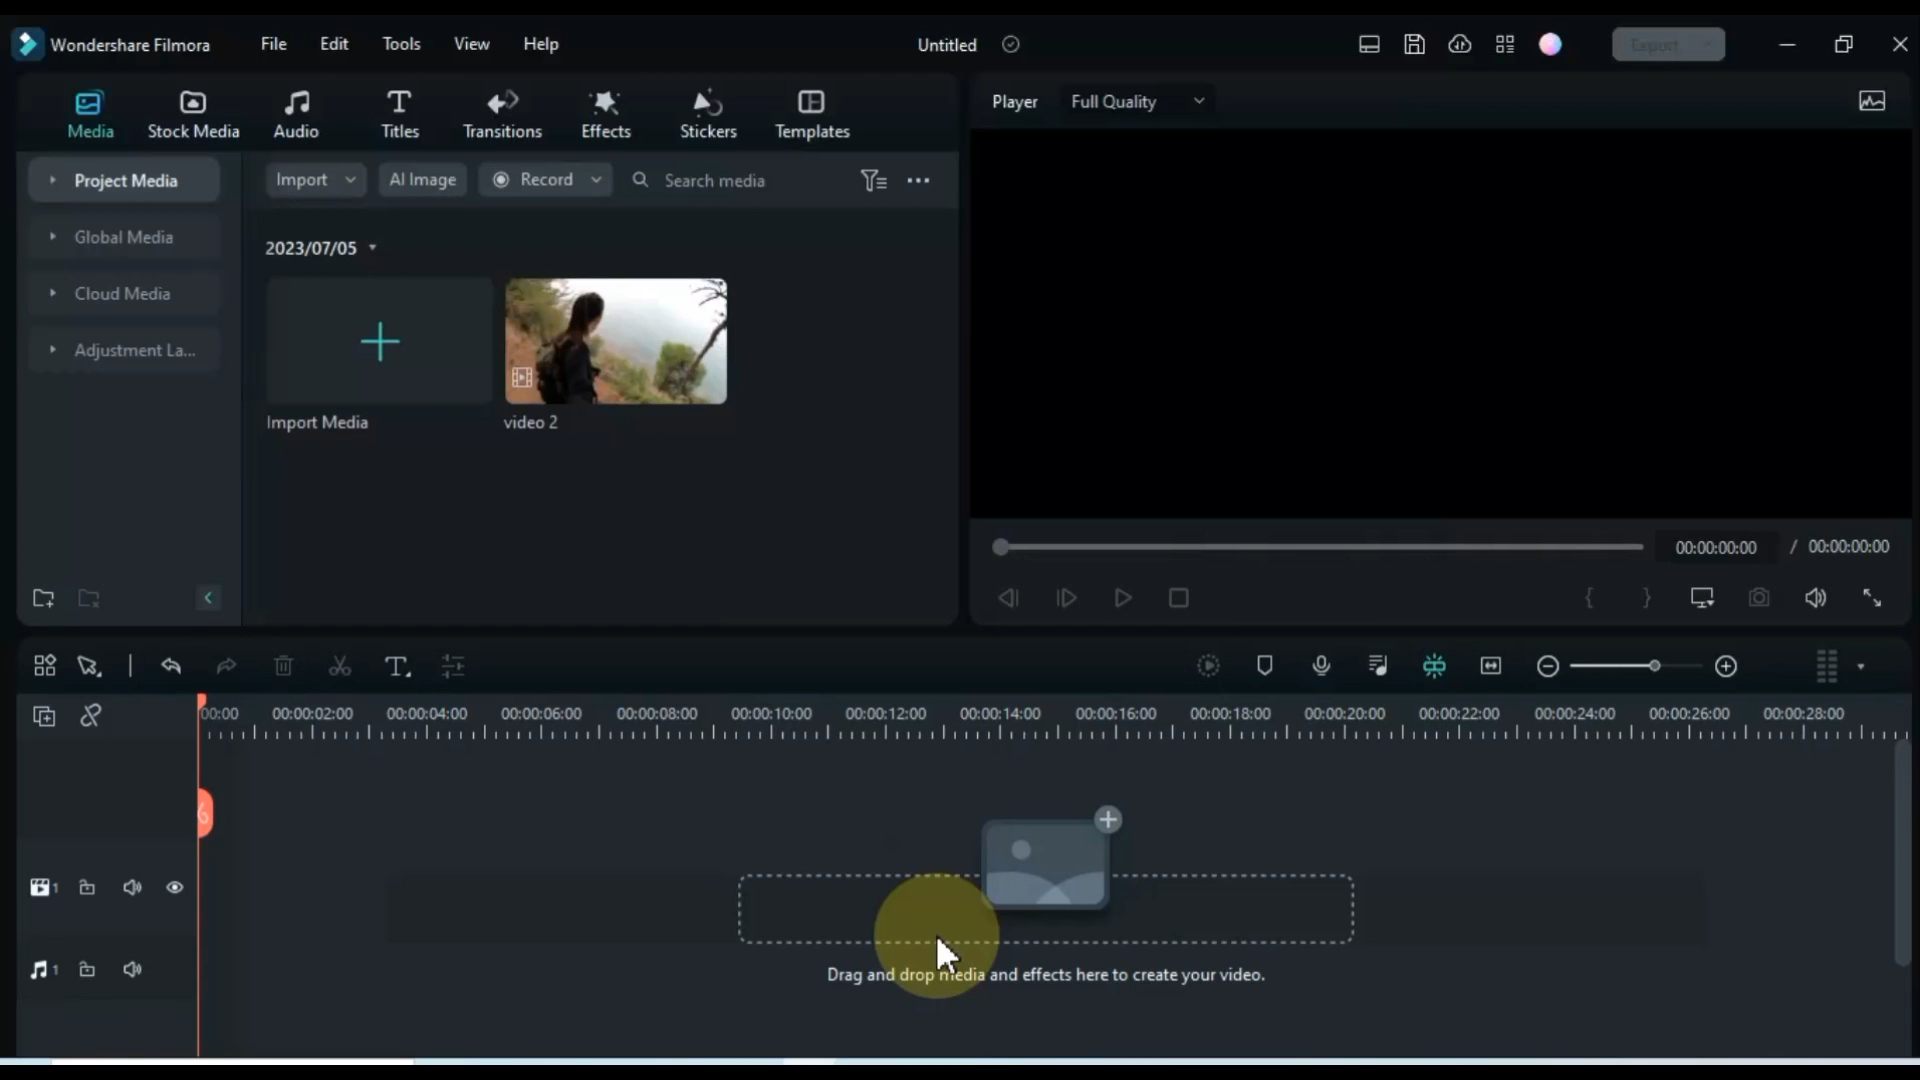 Wondershare Filmora File Edit Tools View Help Untitled Export
Media Stock Media Audio Titles Transitions Effects Stickers Templates
Player Full Quality
Project Media
Global Media
Cloud Media
Adjustment La...
Import AI Image Record Search media
2023/07/05
Import Media video 2
00:00:00:00 / 00:00:00:00
00:00 00:00:02:00 00:00:04:00 00:00:06:00 00:00:08:00 00:00:10:00 00:00:12:00 00:00:14:00 00:00:16:00 00:00:18:00 00:00:20:00 00:00:22:00 00:00:24:00 00:00:26:00 00:00:28:00
1
1
Drag and drop media and effects here to create your video.